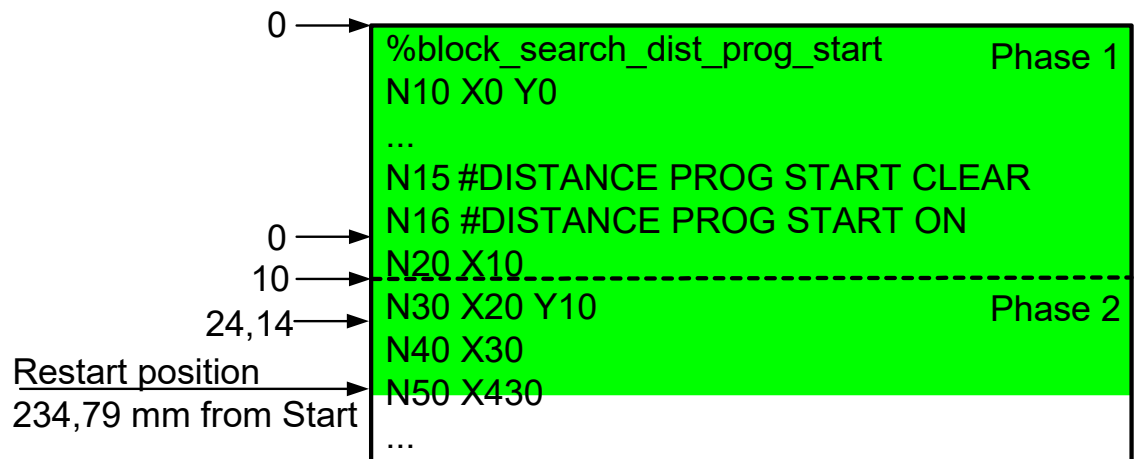 0
%block_search_dist_prog_start Phase 1
N10 X0 Y0
...
N15 #DISTANCE PROG START CLEAR
N16 #DISTANCE PROG START ON
0
N20 X10
10
N30 X20 Y10 Phase 2
24,14
N40 X30
Restart position
N50 X430
234,79 mm from Start
...